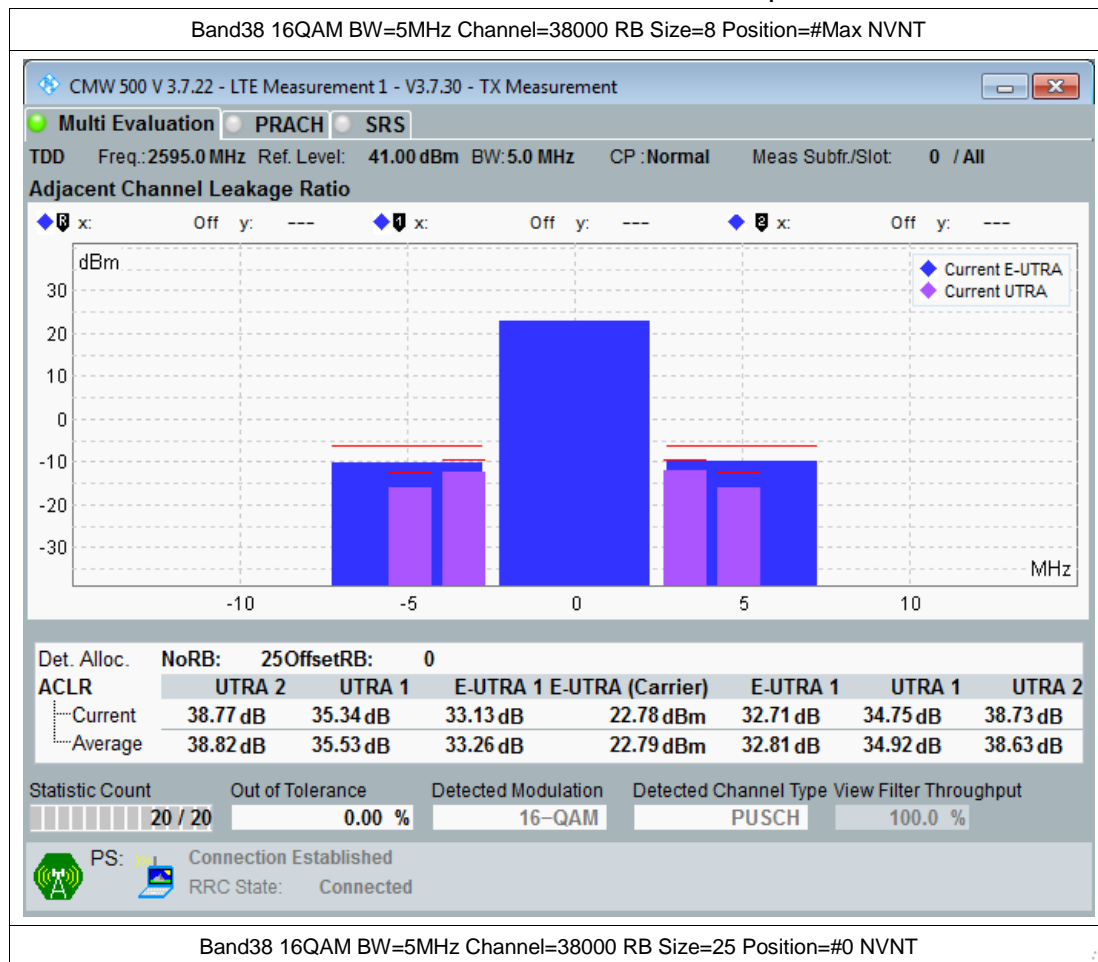 Band38 16QAM BW=5MHz Channel=38000 RB Size=8 Position=#Max NVNT
CMW 500 V 3.7.22 - LTE Measurement 1 - V3.7.30 - TX Measurement
Multi Evaluation PRACH SRS
TDD Freq.:2595.0 MHz Ref. Level: 41.00 dBm BW:5.0 MHz CP :Normal Meas Subfr./Slot: 0 / All
Adjacent Channel Leakage Ratio
R x: Off y: --- 1 x: Off y: --- 2 x: Off y: ---
dBm
Current E-UTRA
Current UTRA
30
20
10
0
-10
-20
-30
MHz
-10 -5 0 5 10
Det. Alloc. NoRB: 25OffsetRB: 0
ACLR UTRA 2 UTRA 1 E-UTRA 1 E-UTRA (Carrier) E-UTRA 1 UTRA 1 UTRA 2
Current 38.77 dB 35.34 dB 33.13 dB 22.78 dBm 32.71 dB 34.75 dB 38.73 dB
Average 38.82 dB 35.53 dB 33.26 dB 22.79 dBm 32.81 dB 34.92 dB 38.63 dB
Statistic Count Out of Tolerance Detected Modulation Detected Channel Type View Filter Throughput
20 / 20 0.00 % 16-QAM PUSCH 100.0 %
PS: Connection Established
RRC State: Connected
Band38 16QAM BW=5MHz Channel=38000 RB Size=25 Position=#0 NVNT